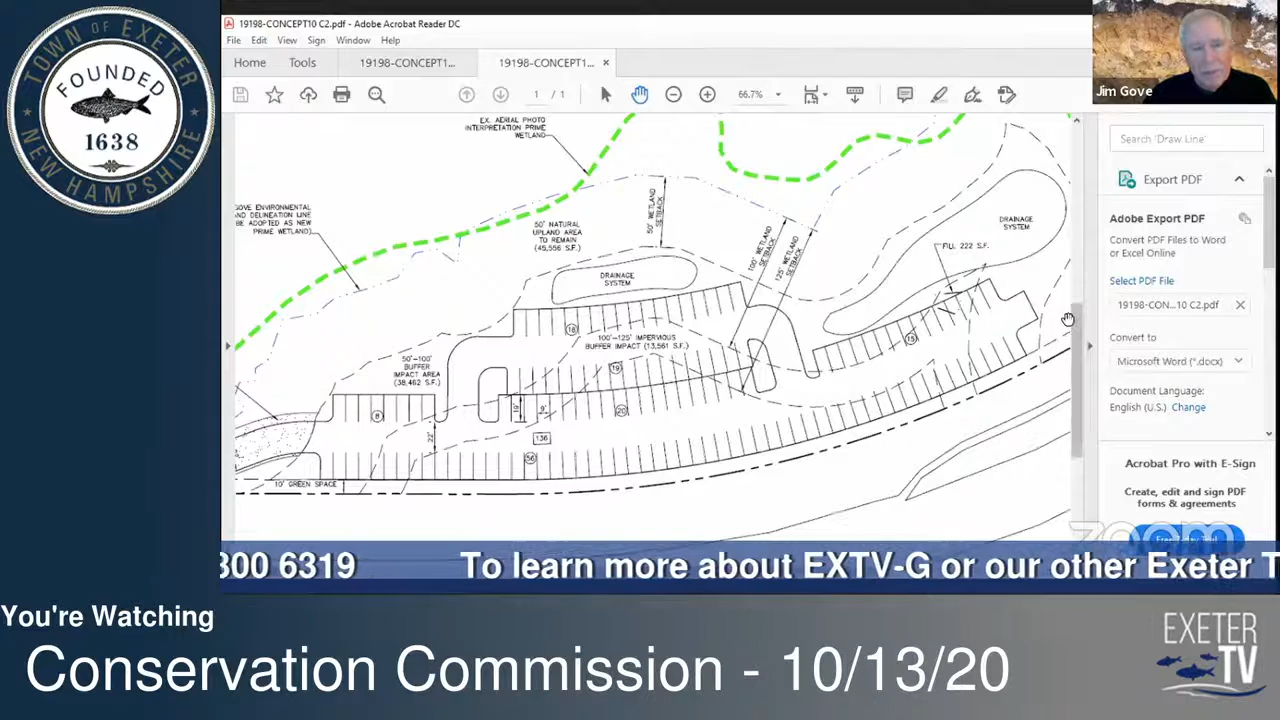 TOWN OF EXETER
FOUNDED
1638
NEW HAMPSHIRE
19198-CONCEPT10 C2.pdf - Adobe Acrobat Reader DC
File Edit View Sign Window Help
Home Tools 19198-CONCEPT1... 19198-CONCEPT1... ×
1 / 1 66.7%
Jim Gove
EX. AERIAL PHOTO
INTERPRETATION PRIME
WETLAND
GOVE ENVIRONMENTAL
AND DELINEATION LINE
BE ADOPTED AS NEW
PRIME WETLAND)
50' NATURAL
UPLAND AREA
TO REMAIN
(45,556 S.F.)
50' WETLAND
SETBACK
100' WETLAND
SETBACK
125' WETLAND
SETBACK
DRAINAGE
SYSTEM
FILL 222 S.F.
DRAINAGE
SYSTEM
18
100'-125' IMPERVIOUS
BUFFER IMPACT (13,561 S.F.)
15
50'-100'
BUFFER
IMPACT AREA
(38,462 S.F.)
19
8
19'
9'
20
22'
136
56
10' GREEN SPACE
Search 'Draw Line'
Export PDF
Adobe Export PDF
Convert PDF Files to Word
or Excel Online
Select PDF File
19198-CON...10 C2.pdf
Convert to
Microsoft Word (*.docx)
Document Language:
English (U.S.) Change
Acrobat Pro with E-Sign
Create, edit and sign PDF
forms & agreements
Free 7-day Trial
zoom
300 6319 To learn more about EXTV-G or our other Exeter T
You're Watching
Conservation Commission - 10/13/20
EXETER
TV